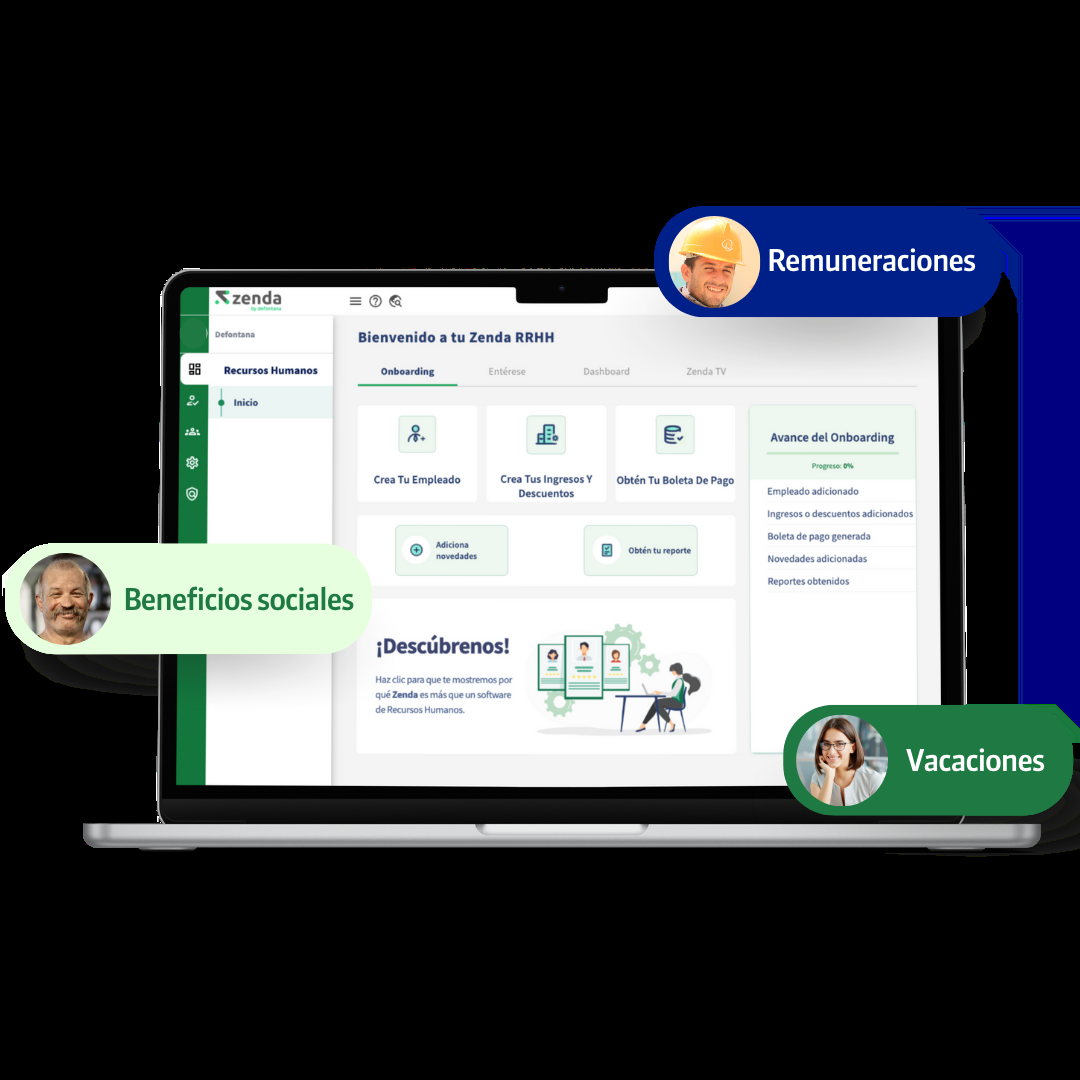 Remuneraciones
zenda
by defontana
Defontana
Recursos Humanos
Inicio
Bienvenido a tu Zenda RRHH
Onboarding
Entérese
Dashboard
Zenda TV
Crea Tu Empleado
Crea Tus Ingresos Y
Descuentos
Obtén Tu Boleta De Pago
Adiciona
novedades
Obtén tu reporte
¡Descúbrenos!
Haz clic para que te mostremos por
qué Zenda es más que un software
de Recursos Humanos.
Avance del Onboarding
Progreso: 0%
Empleado adicionado
Ingresos o descuentos adicionados
Boleta de pago generada
Novedades adicionadas
Reportes obtenidos
Beneficios sociales
Vacaciones